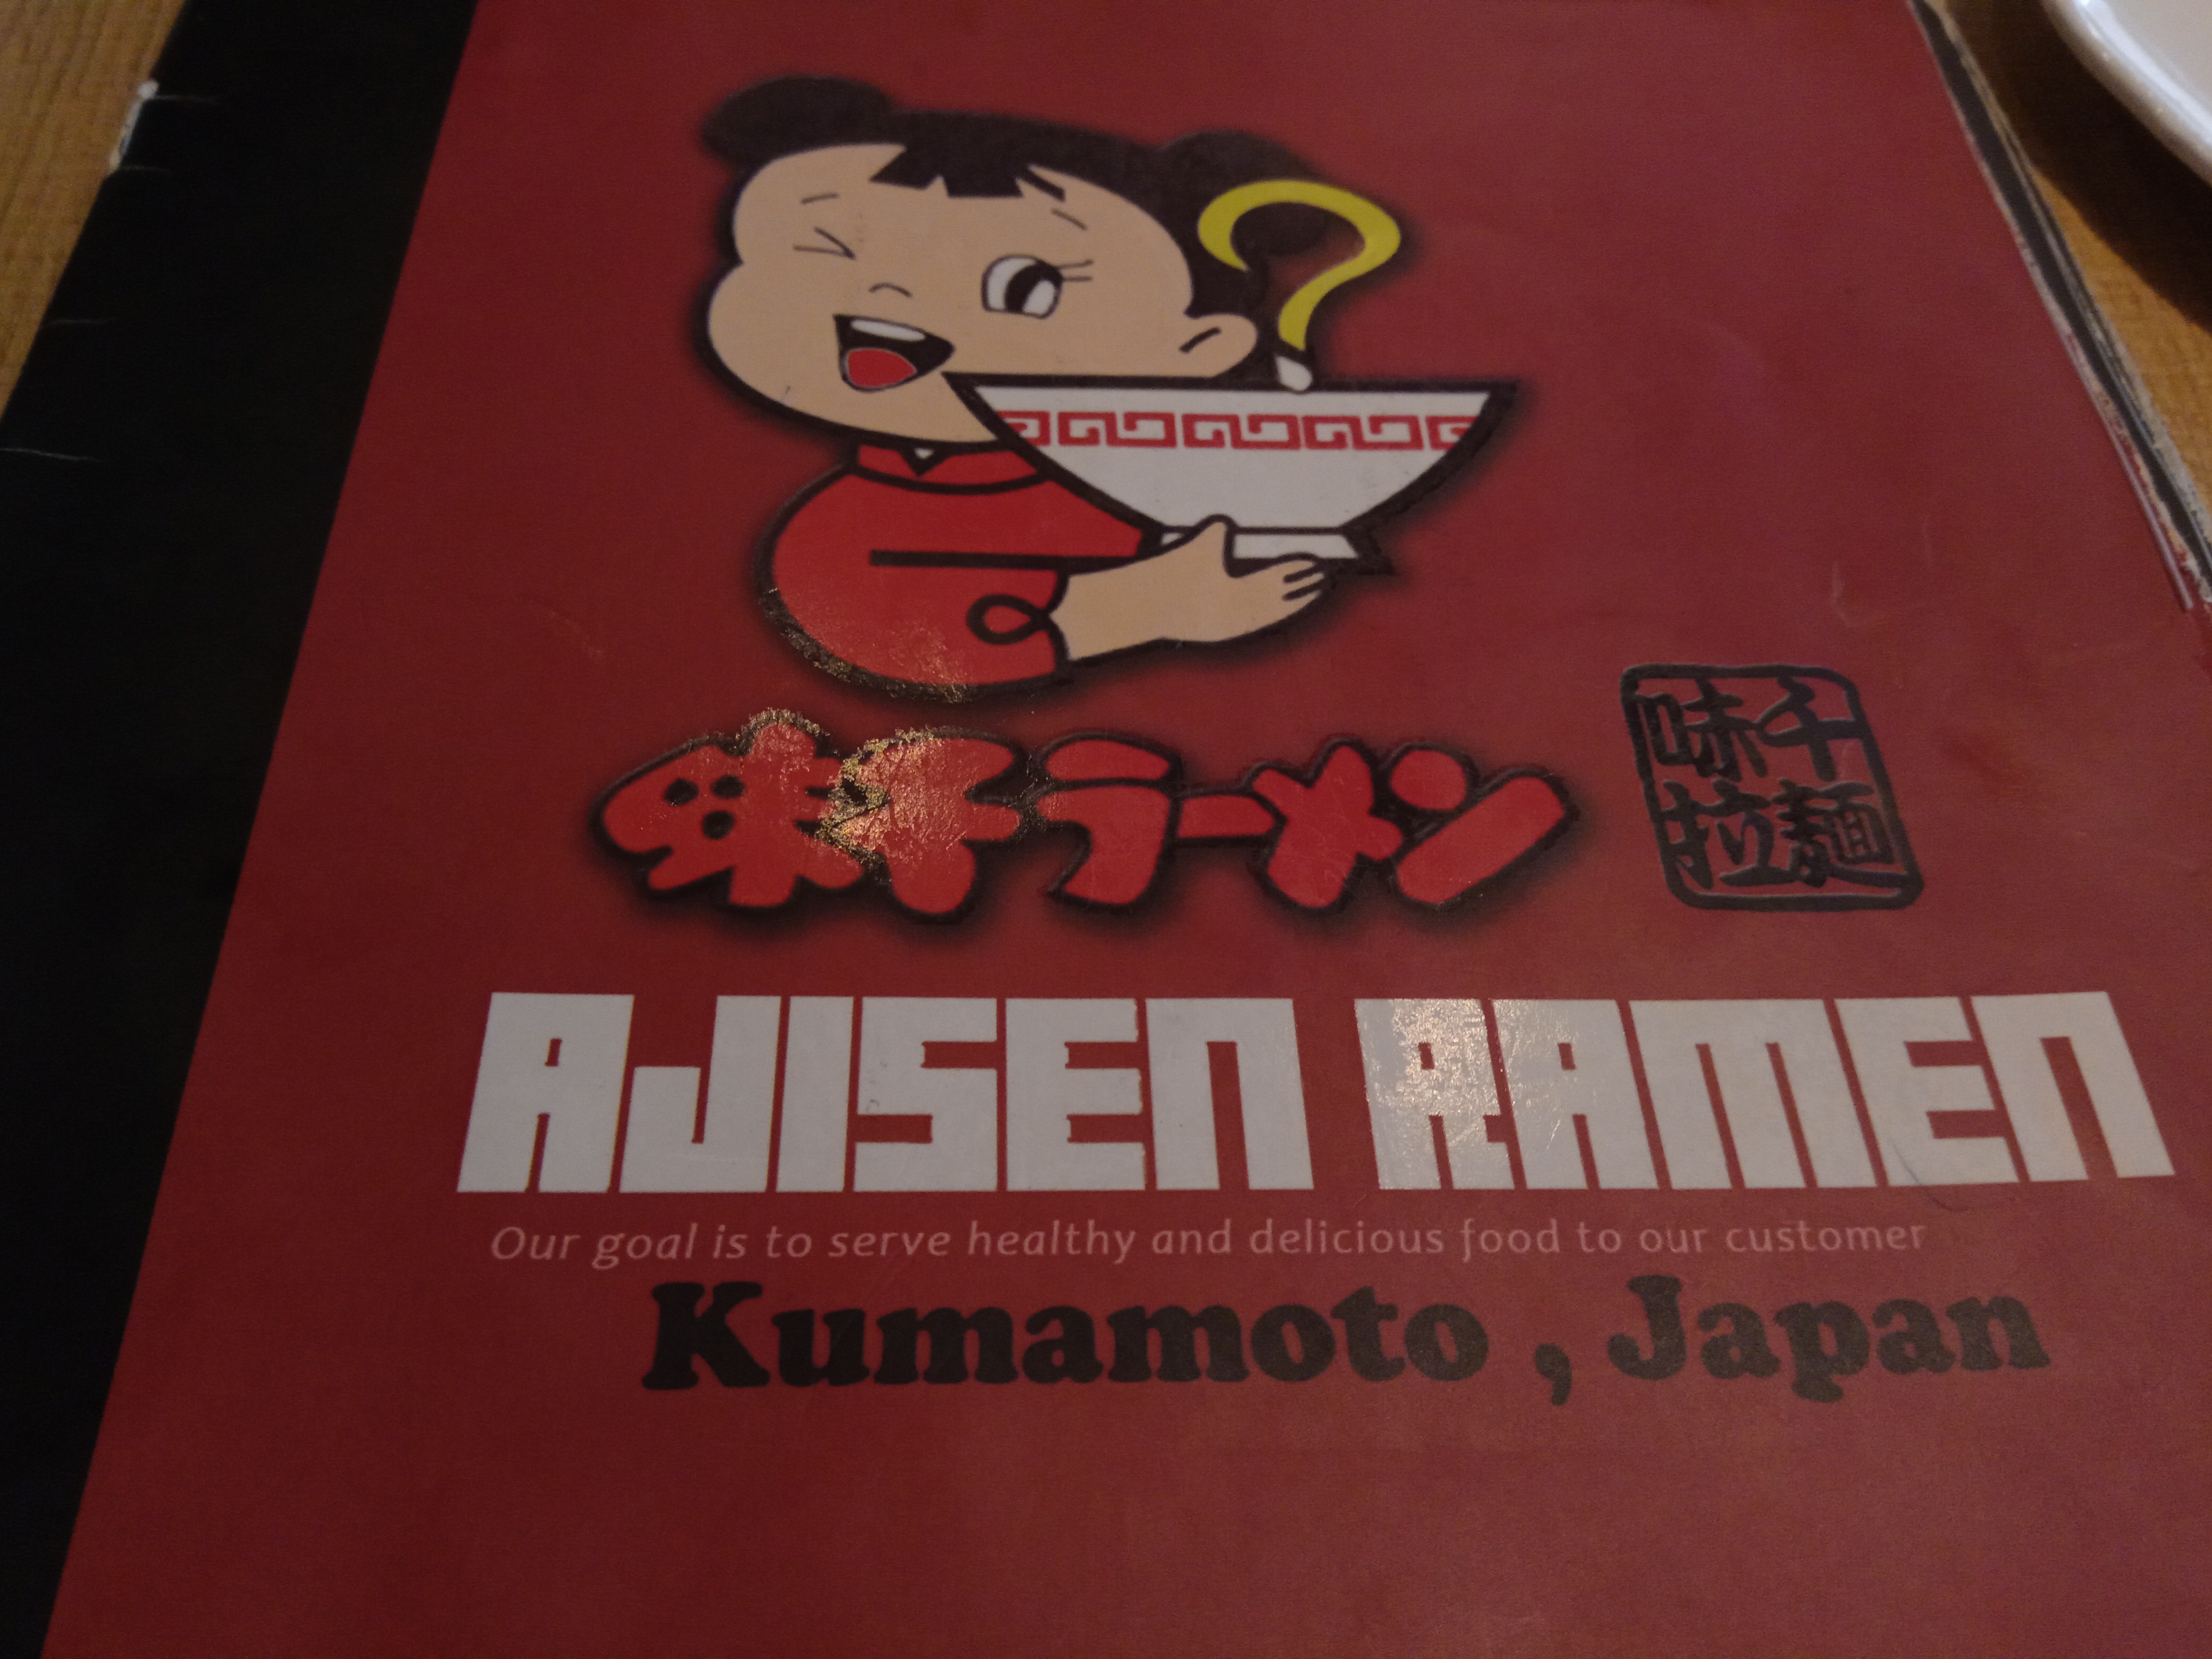 味千ラーメン
千味
麺拉
AJISEN RAMEN
Our goal is to serve healthy and delicious food to our customer
Kumamoto , Japan